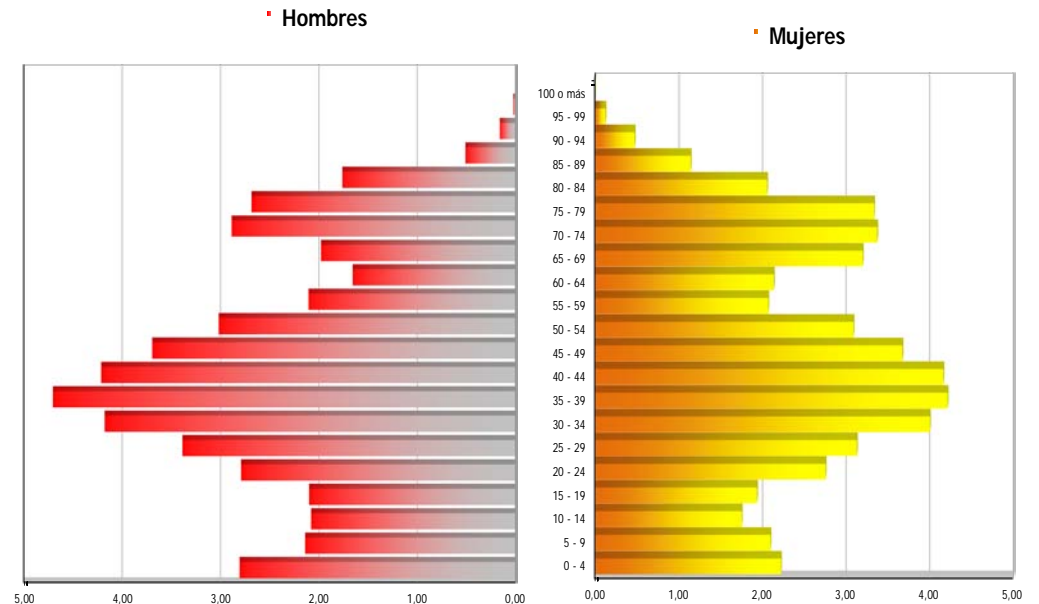 Hombres
Mujeres
100 o más
95 - 99
90 - 94
85 - 89
80 - 84
75 - 79
70 - 74
65 - 69
60 - 64
55 - 59
50 - 54
45 - 49
40 - 44
35 - 39
30 - 34
25 - 29
20 - 24
15 - 19
10 - 14
5 - 9
0 - 4
5,00 4,00 3,00 2,00 1,00 0,00
0,00 1,00 2,00 3,00 4,00 5,00